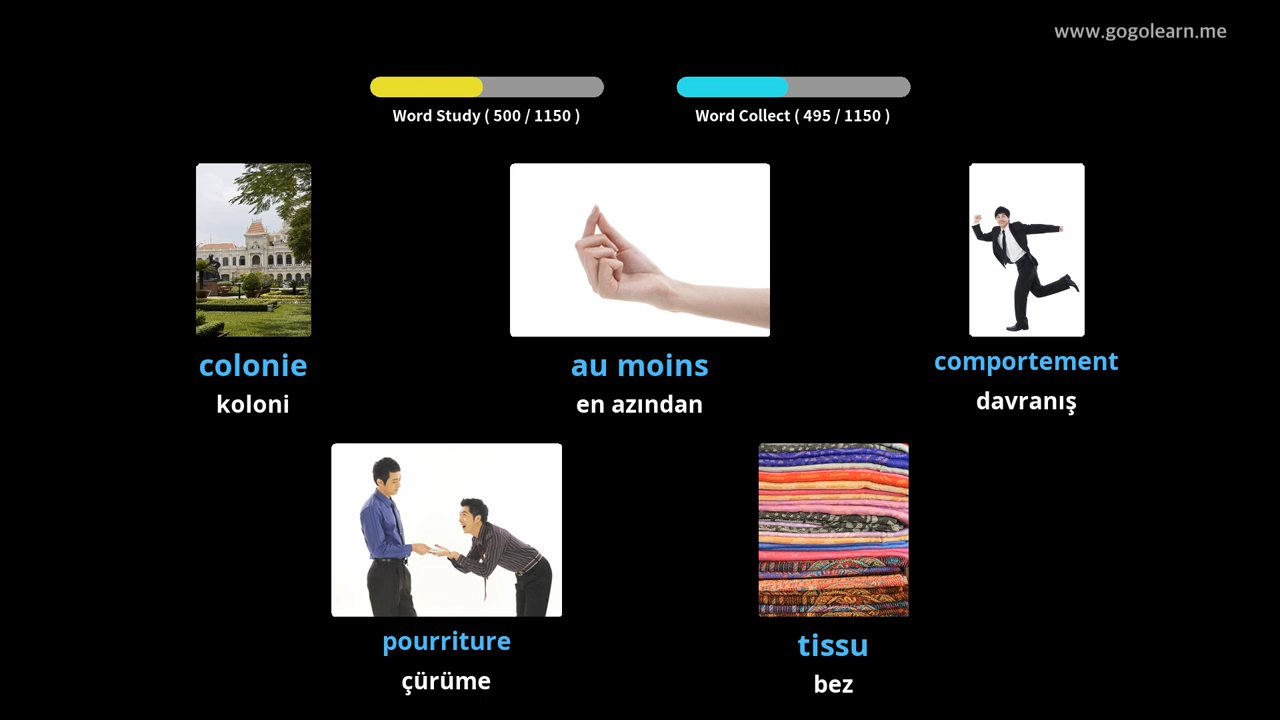 www.gogolearn.me
Word Study ( 500 / 1150 )
Word Collect ( 495 / 1150 )
colonie
koloni
au moins
en azından
comportement
davranış
pourriture
çürüme
tissu
bez